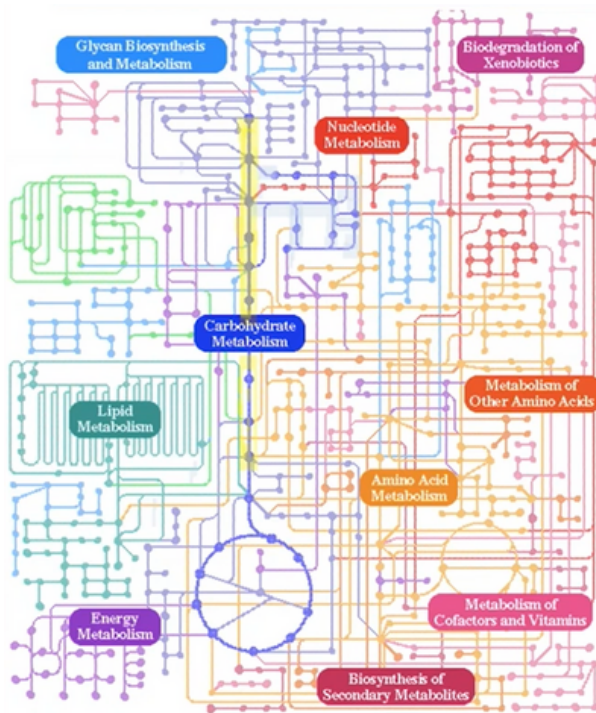 Glycan Biosynthesis
and Metabolism
Biodegradation of
Xenobiotics
Nucleotide
Metabolism
Carbohydrate
Metabolism
Lipid
Metabolism
Metabolism of
Other Amino Acids
Amino Acid
Metabolism
Energy
Metabolism
Metabolism of
Cofactors and Vitamins
Biosynthesis of
Secondary Metabolites